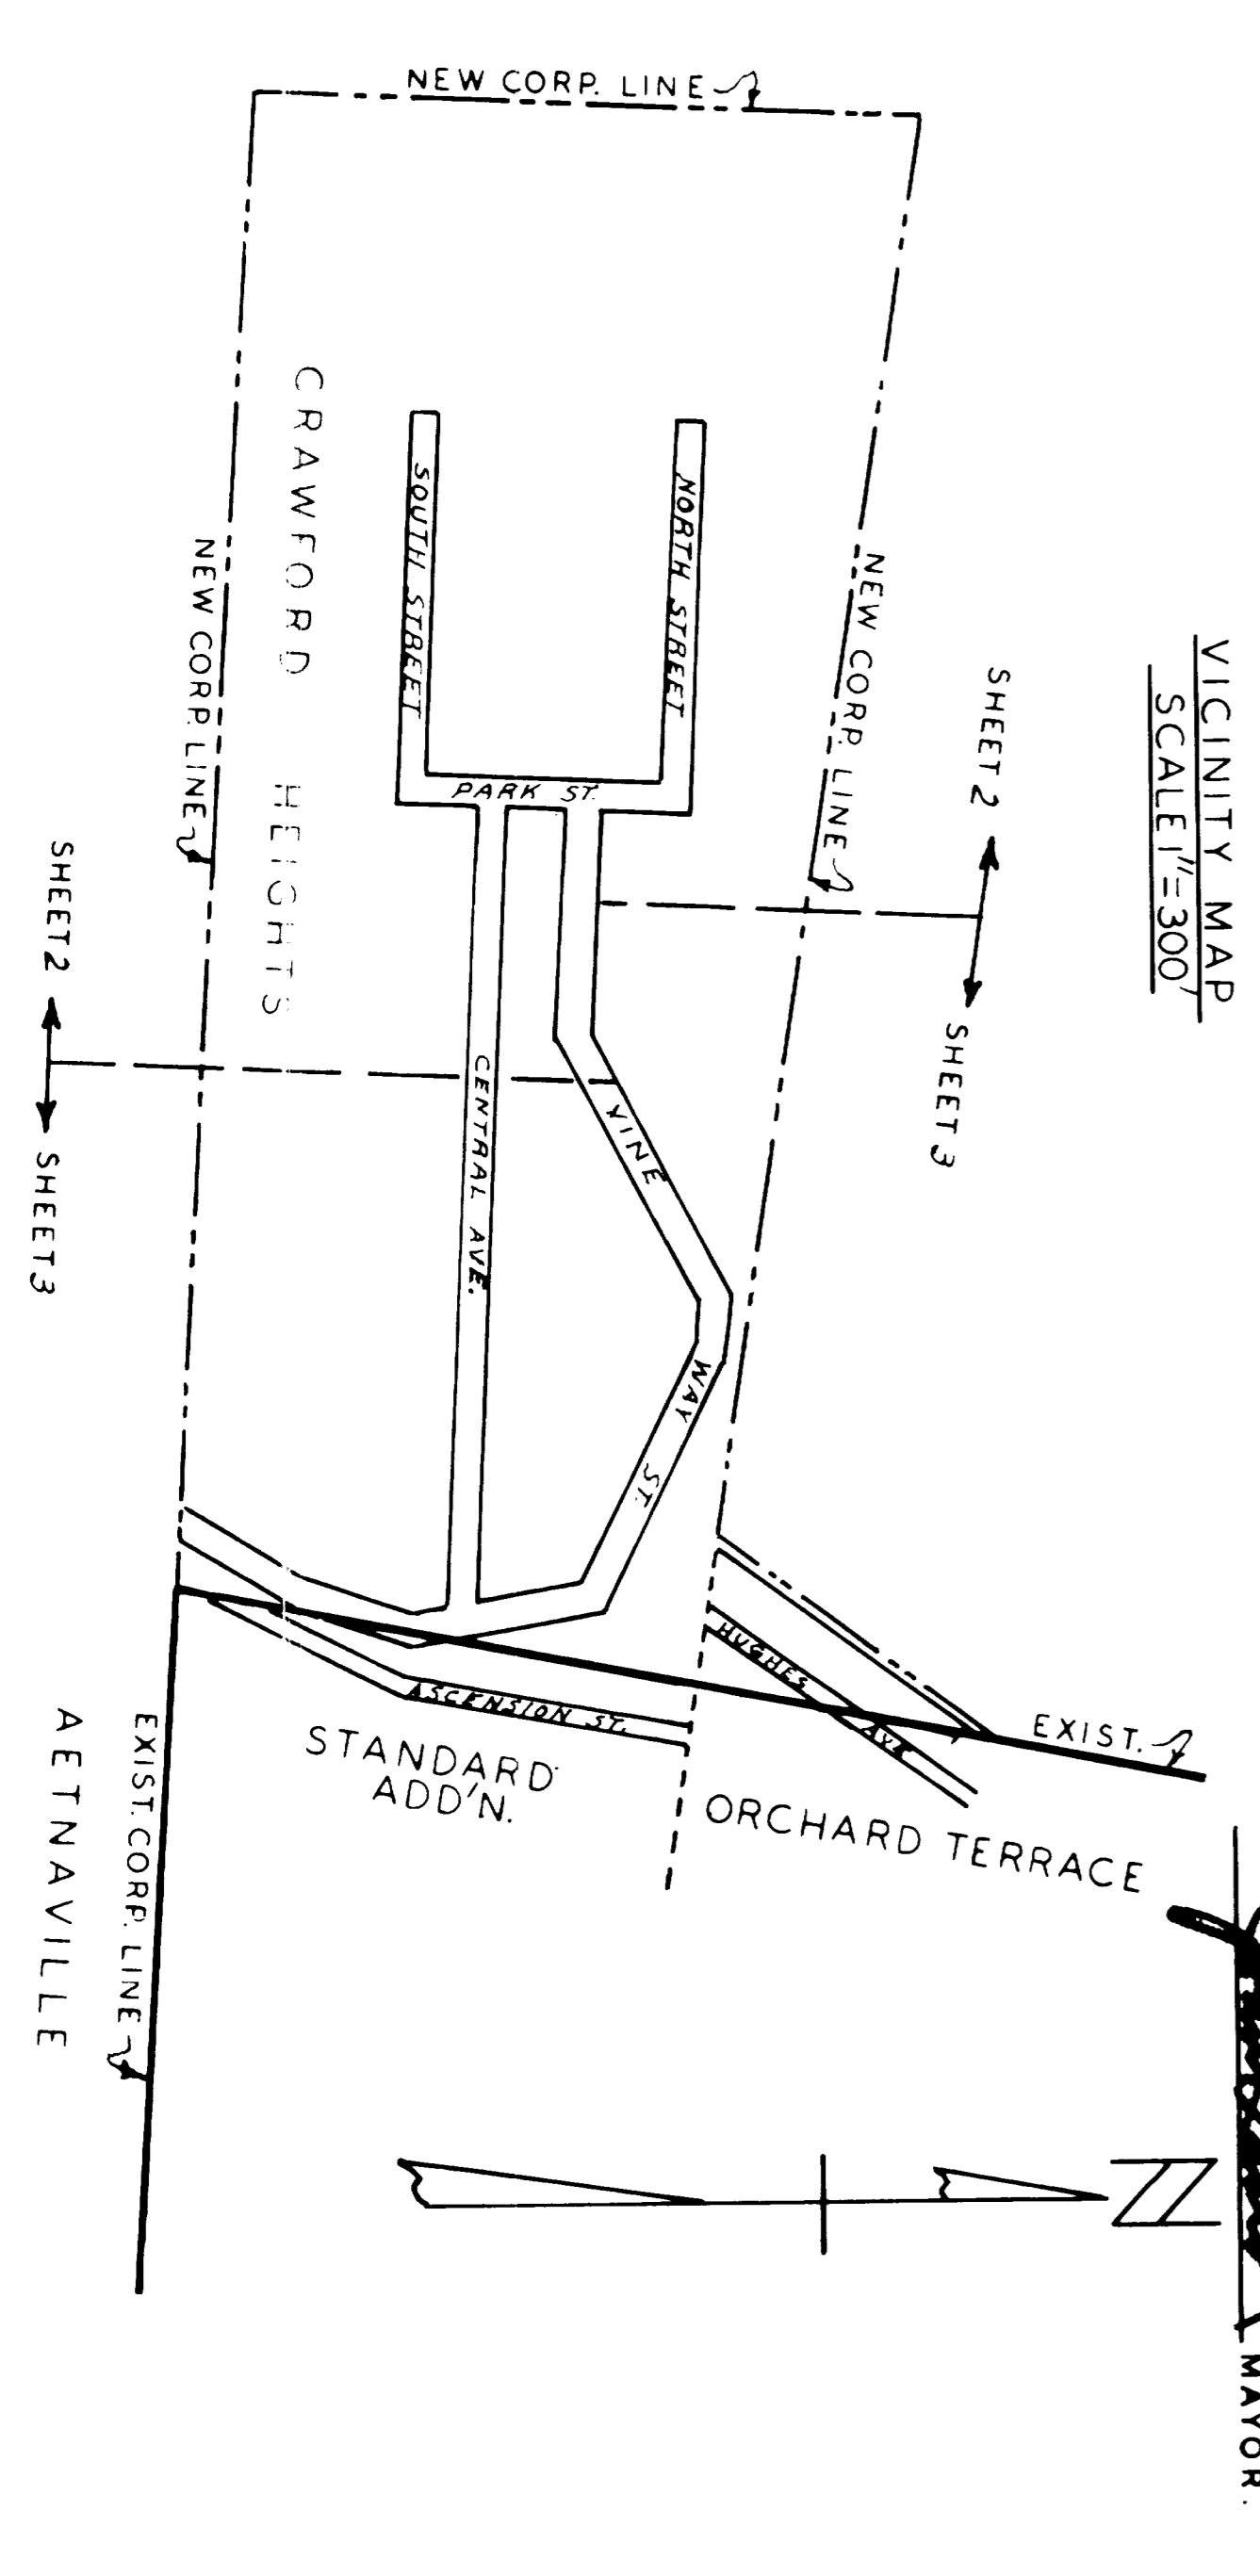 VICINITY MAP
SCALE 1"=300'
NEW CORP. LINE
NEW CORP. LINE
NEW CORP. LINE
SHEET 2
SHEET 3
NORTH STREET
SOUTH STREET
PARK ST.
CRAWFORD HEIGHTS
VINE WAY ST.
CENTRAL AVE.
SHEET 2
SHEET 3
HUGHES AVE.
ASCENSION ST.
EXIST.
STANDARD
ADD'N.
ORCHARD TERRACE
EXIST. CORP. LINE
AETNAVILLE
N
MAYOR.